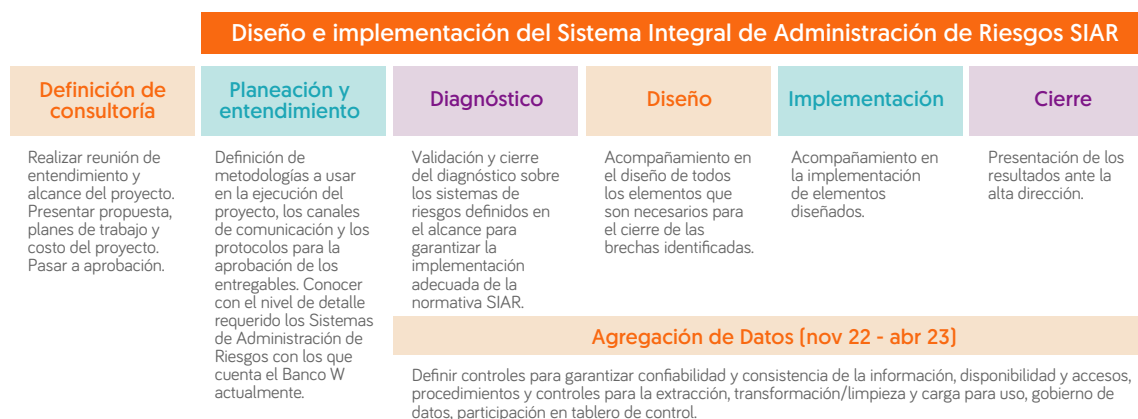 Diseño e implementación del Sistema Integral de Administración de Riesgos SIAR
Definición de
consultoría
Realizar reunión de
entendimiento y
alcance del proyecto.
Presentar propuesta,
planes de trabajo y
costo del proyecto.
Pasar a aprobación.
Planeación y
entendimiento
Definición de
metodologías a usar
en la ejecución del
proyecto, los canales
de comunicación y los
protocolos para la
aprobación de los
entregables. Conocer
con el nivel de detalle
requerido los Sistemas
de Administración de
Riesgos con los que
cuenta el Banco W
actualmente.
Diagnóstico
Validación y cierre
del diagnóstico sobre
los sistemas de
riesgos definidos en
el alcance para
garantizar la
implementación
adecuada de la
normativa SIAR.
Diseño
Acompañamiento en
el diseño de todos
los elementos que
son necesarios para
el cierre de las
brechas identificadas.
Implementación
Acompañamiento en
la implementación
de elementos
diseñados.
Cierre
Presentación de los
resultados ante la
alta dirección.
Agregación de Datos (nov 22 - abr 23)
Definir controles para garantizar confiabilidad y consistencia de la información, disponibilidad y accesos,
procedimientos y controles para la extracción, transformación/limpieza y carga para uso, gobierno de
datos, participación en tablero de control.